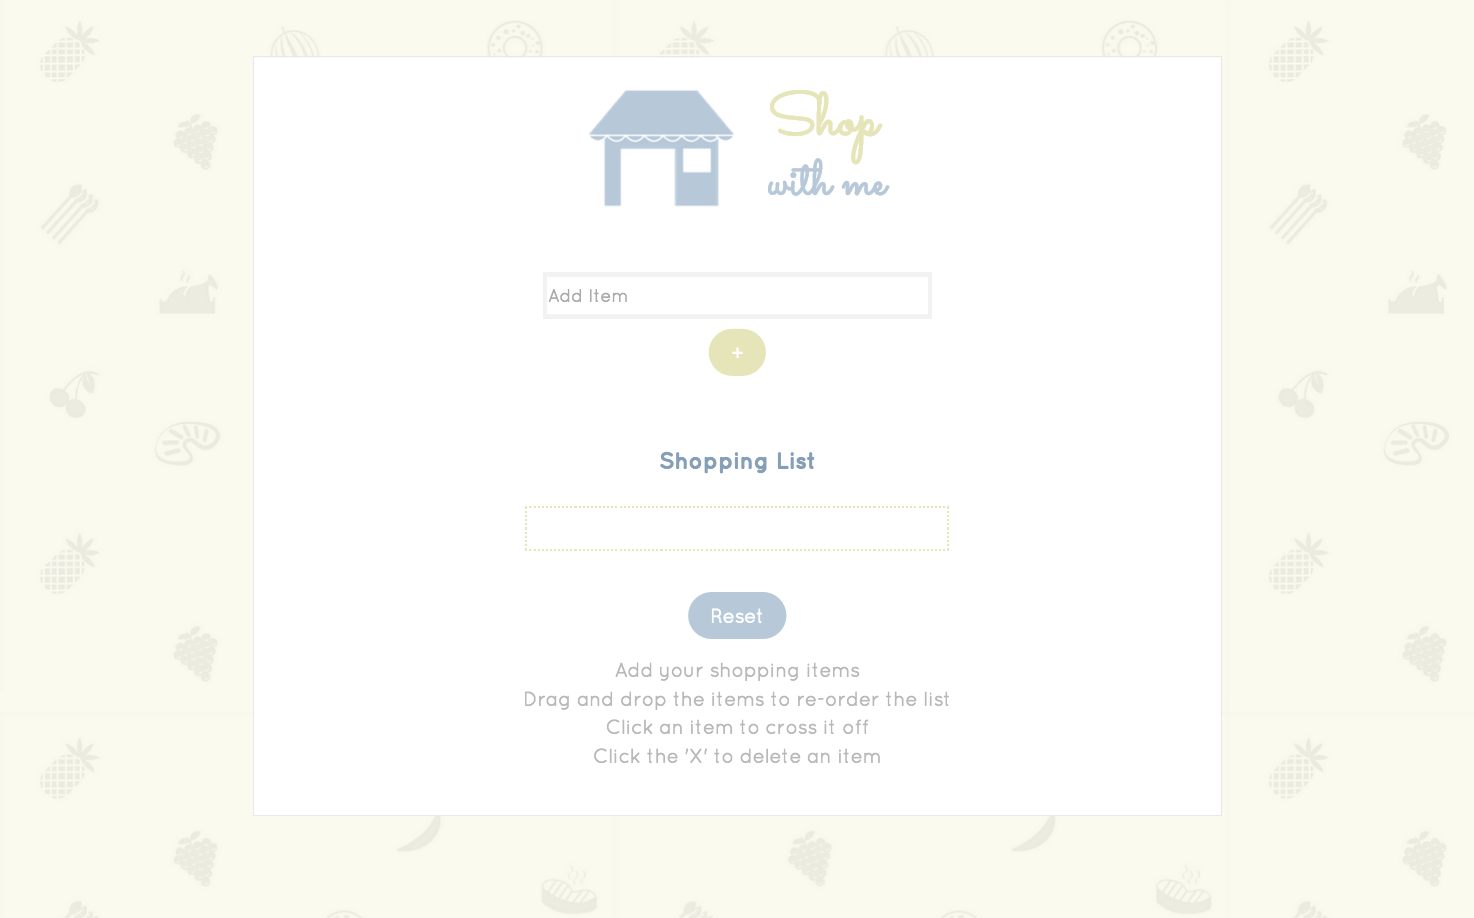 Shop
with me
Add Item
+
Shopping List
Reset
Add your shopping items
Drag and drop the items to re-order the list
Click an item to cross it off
Click the 'X' to delete an item